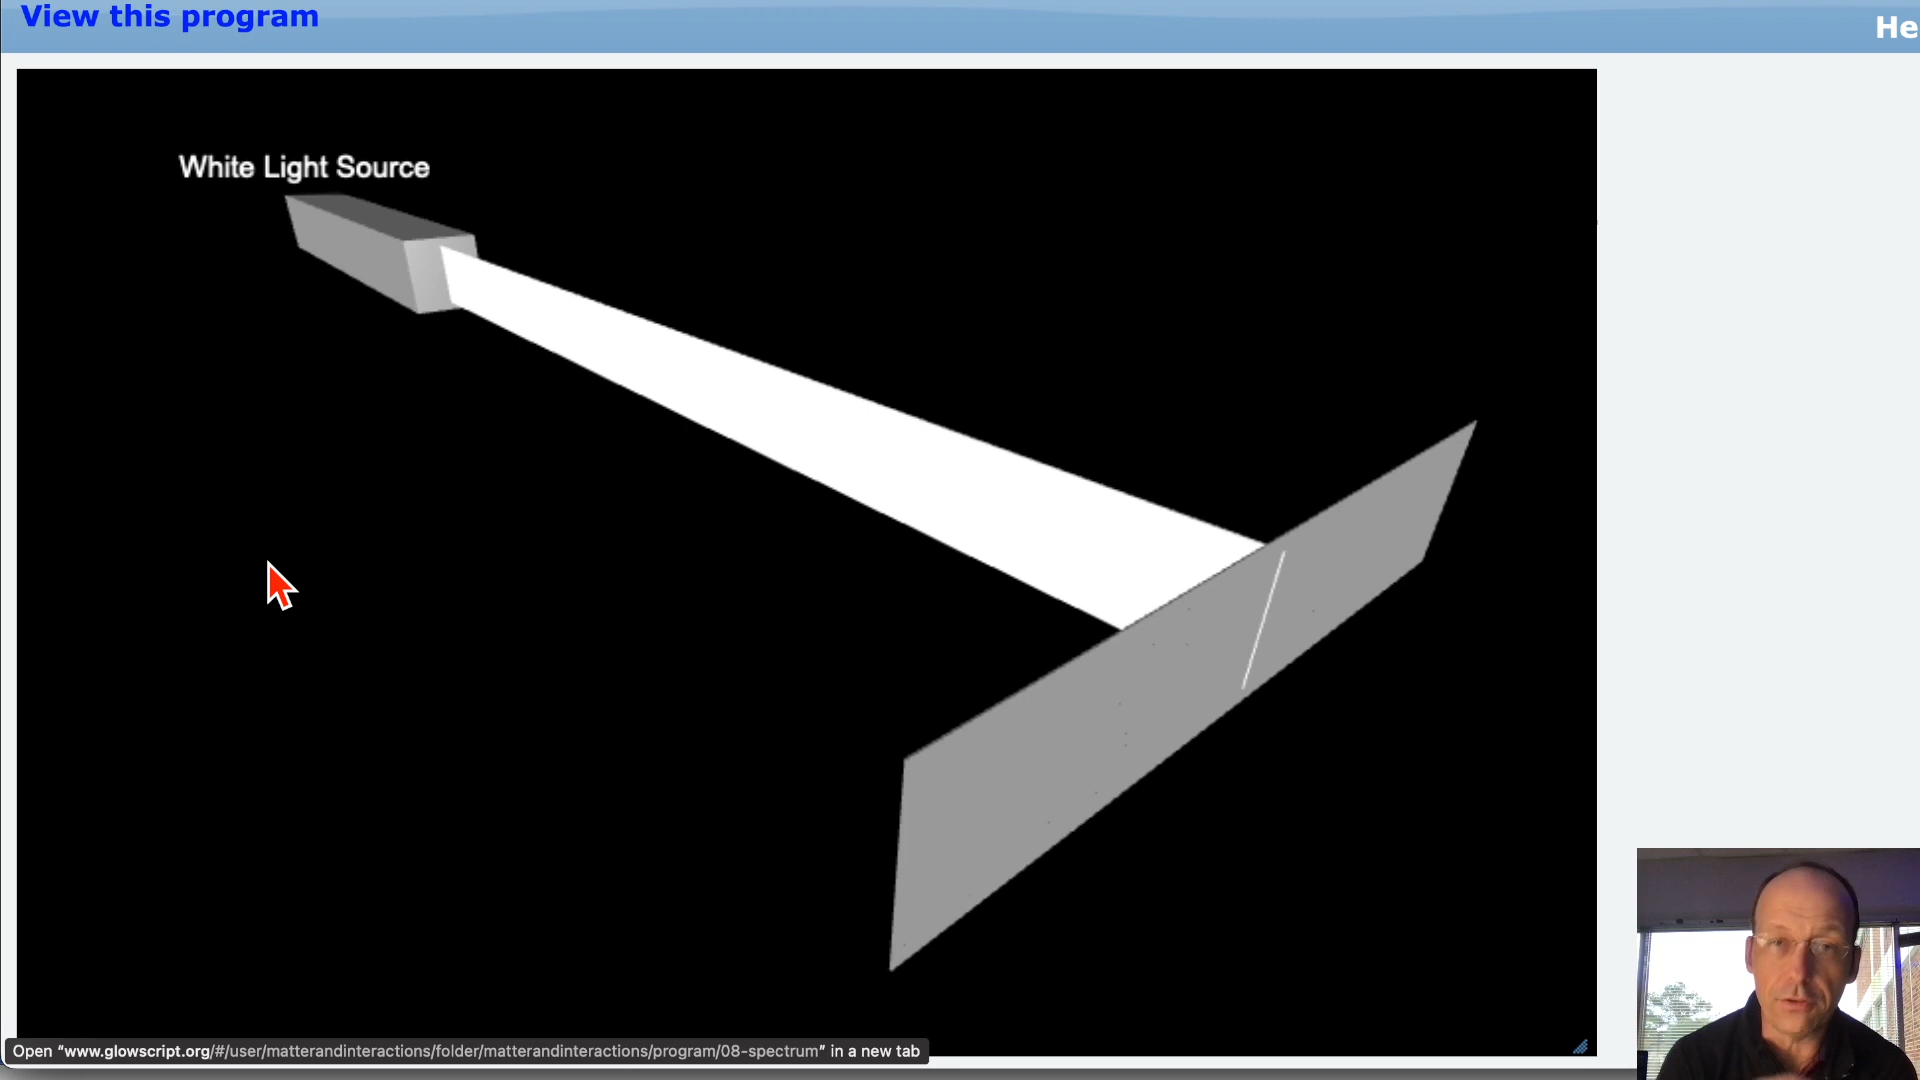 View this program
He
White Light Source
Open “www.glowscript.org/#/user/matterandinteractions/folder/matterandinteractions/program/08-spectrum” in a new tab